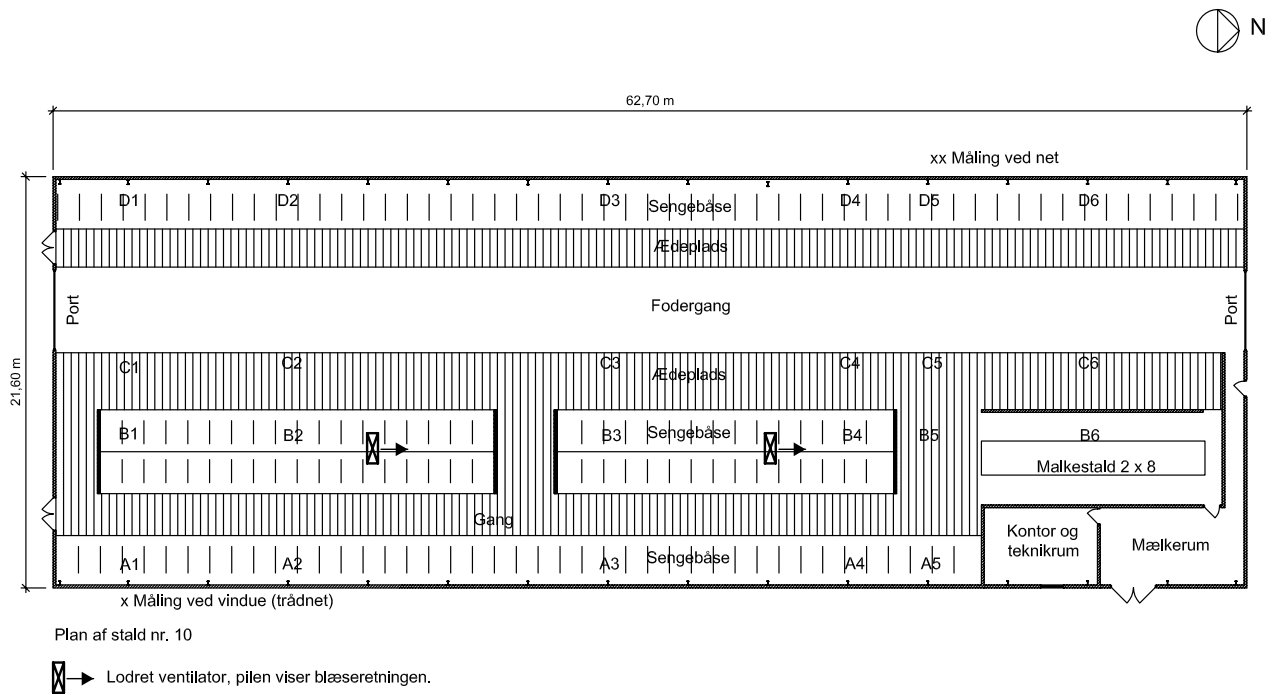 N
62,70 m
xx Måling ved net
D1 D2 D3 Sengebåse D4 D5 D6
Ædeplads
21,60 m
Port Fodergang Port
C1 C2 C3 Ædeplads C4 C5 C6
B1 B2 B3 Sengebåse B4 B5 B6
Malkestald 2 x 8
Gang
Kontor og
teknikrum
Mælkerum
A1 A2 A3 Sengebåse A4 A5
x Måling ved vindue (trådnet)
Plan af stald nr. 10
Lodret ventilator, pilen viser blæseretningen.